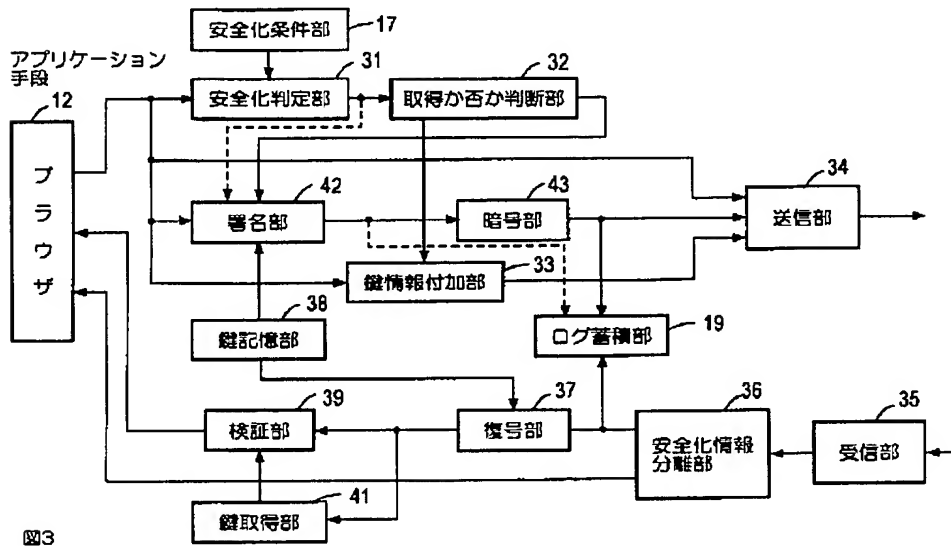 安全化条件部
17
アプリケーション
手段
12
31
安全化判定部
32
取得か否か判断部
ブラウザ
42
署名部
43
暗号部
34
送信部
33
鍵情報付加部
38
鍵記憶部
19
ログ蓄積部
39
検証部
37
復号部
36
安全化情報
分離部
35
受信部
41
鍵取得部
図3